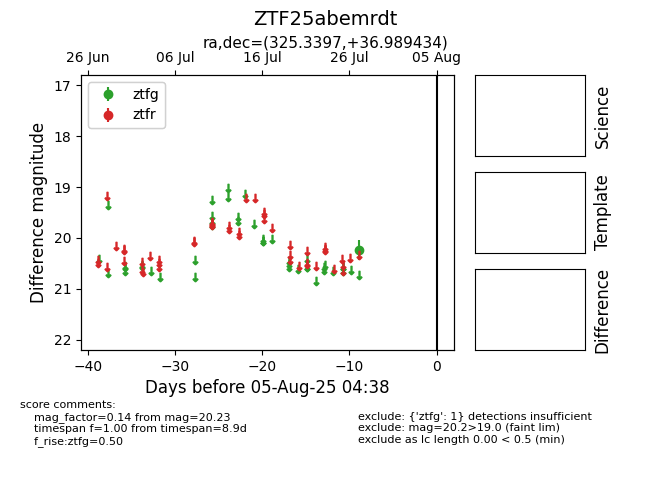 ZTF25abemrdt
ra,dec=(325.3397,+36.989434)
26 Jun 06 Jul 16 Jul 26 Jul 05 Aug
ztfg
ztfr
17
18
19
20
21
22
Difference magnitude
−40 −30 −20 −10 0
Days before 05-Aug-25 04:38
Science
Template
Difference
score comments:
mag_factor=0.14 from mag=20.23
timespan f=1.00 from timespan=8.9d
f_rise:ztfg=0.50
exclude: {'ztfg': 1} detections insufficient
exclude: mag=20.2>19.0 (faint lim)
exclude as lc length 0.00 < 0.5 (min)